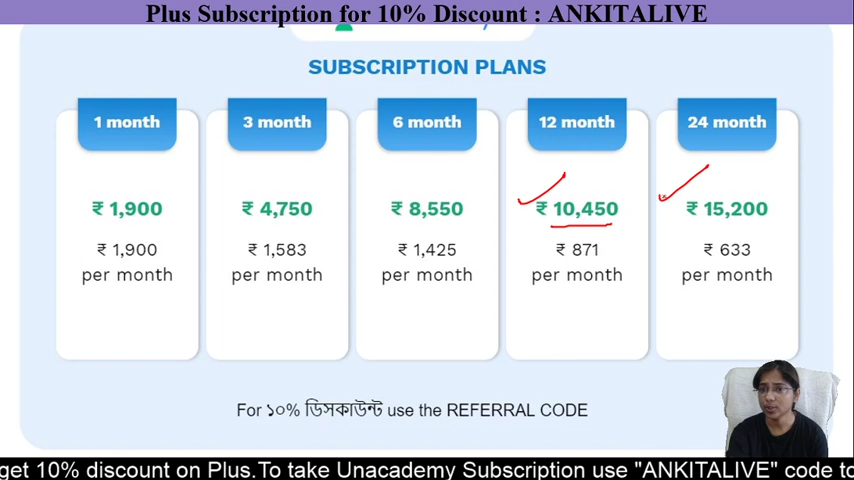 Plus Subscription for 10% Discount : ANKITALIVE
SUBSCRIPTION PLANS
1 month
3 month
6 month
12 month
24 month
₹ 1,900
₹ 4,750
₹ 8,550
₹ 10,450
₹ 15,200
₹ 1,900
₹ 1,583
₹ 1,425
₹ 871
₹ 633
per month
per month
per month
per month
per month
For ১০% ডিসকাউন্ট use the REFERRAL CODE
get 10% discount on Plus.To take Unacademy Subscription use "ANKITALIVE" code to